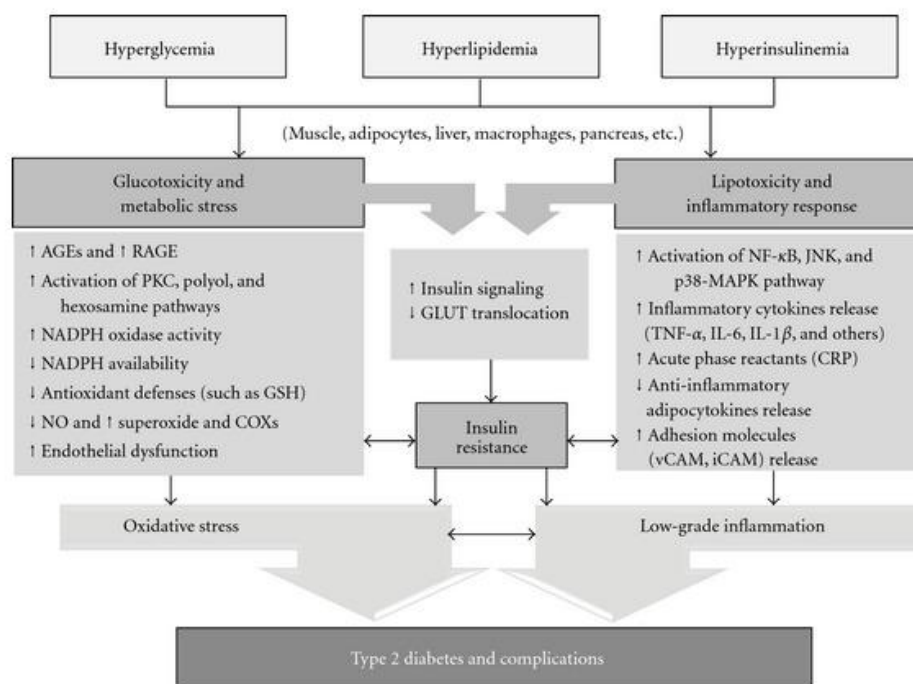 Hyperglycemia
Hyperlipidemia
Hyperinsulinemia
(Muscle, adipocytes, liver, macrophages, pancreas, etc.)
Glucotoxicity and
metabolic stress
↑ AGEs and ↑ RAGE
↑ Activation of PKC, polyol, and
hexosamine pathways
↑ NADPH oxidase activity
↓ NADPH availability
↓ Antioxidant defenses (such as GSH)
↓ NO and ↑ superoxide and COXs
↑ Endothelial dysfunction
↑ Insulin signaling
↓ GLUT translocation
Lipotoxicity and
inflammatory response
↑ Activation of NF-κB, JNK, and
p38-MAPK pathway
↑ Inflammatory cytokines release
(TNF-α, IL-6, IL-1β, and others)
↑ Acute phase reactants (CRP)
↓ Anti-inflammatory
adipocytokines release
↑ Adhesion molecules
(vCAM, iCAM) release
Insulin
resistance
Oxidative stress
Low-grade inflammation
Type 2 diabetes and complications